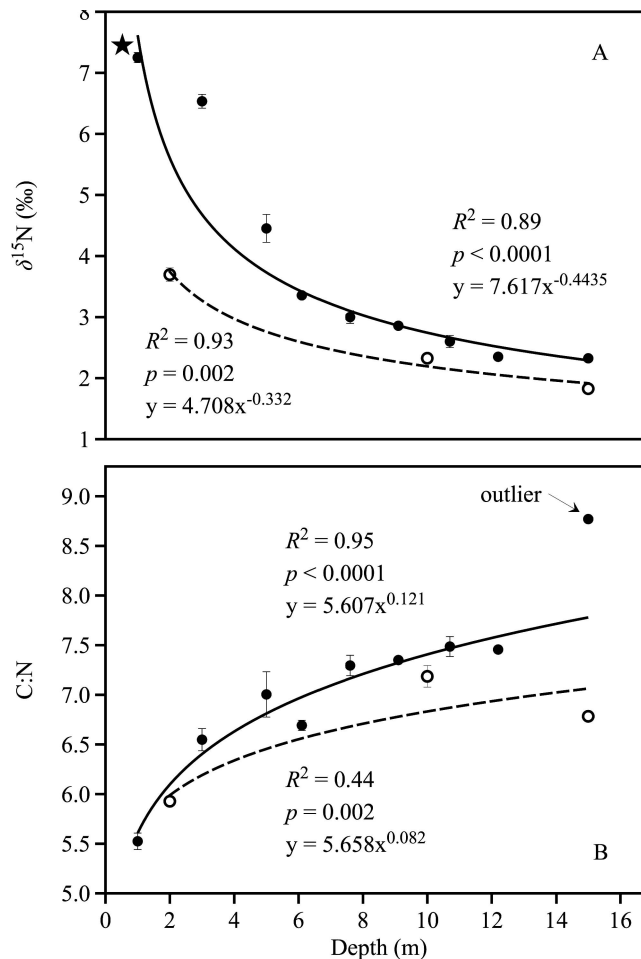 8
7
6
5
4
3
2
1
δ¹⁵N (‰)
A
R² = 0.89
p < 0.0001
y = 7.617x⁻⁰·⁴⁴³⁵
R² = 0.93
p = 0.002
y = 4.708x⁻⁰·³³²
9.0
8.5
8.0
7.5
7.0
6.5
6.0
5.5
5.0
C:N
outlier
R² = 0.95
p < 0.0001
y = 5.607x⁰·¹²¹
R² = 0.44
p = 0.002
y = 5.658x⁰·⁰⁸²
B
0 2 4 6 8 10 12 14 16
Depth (m)